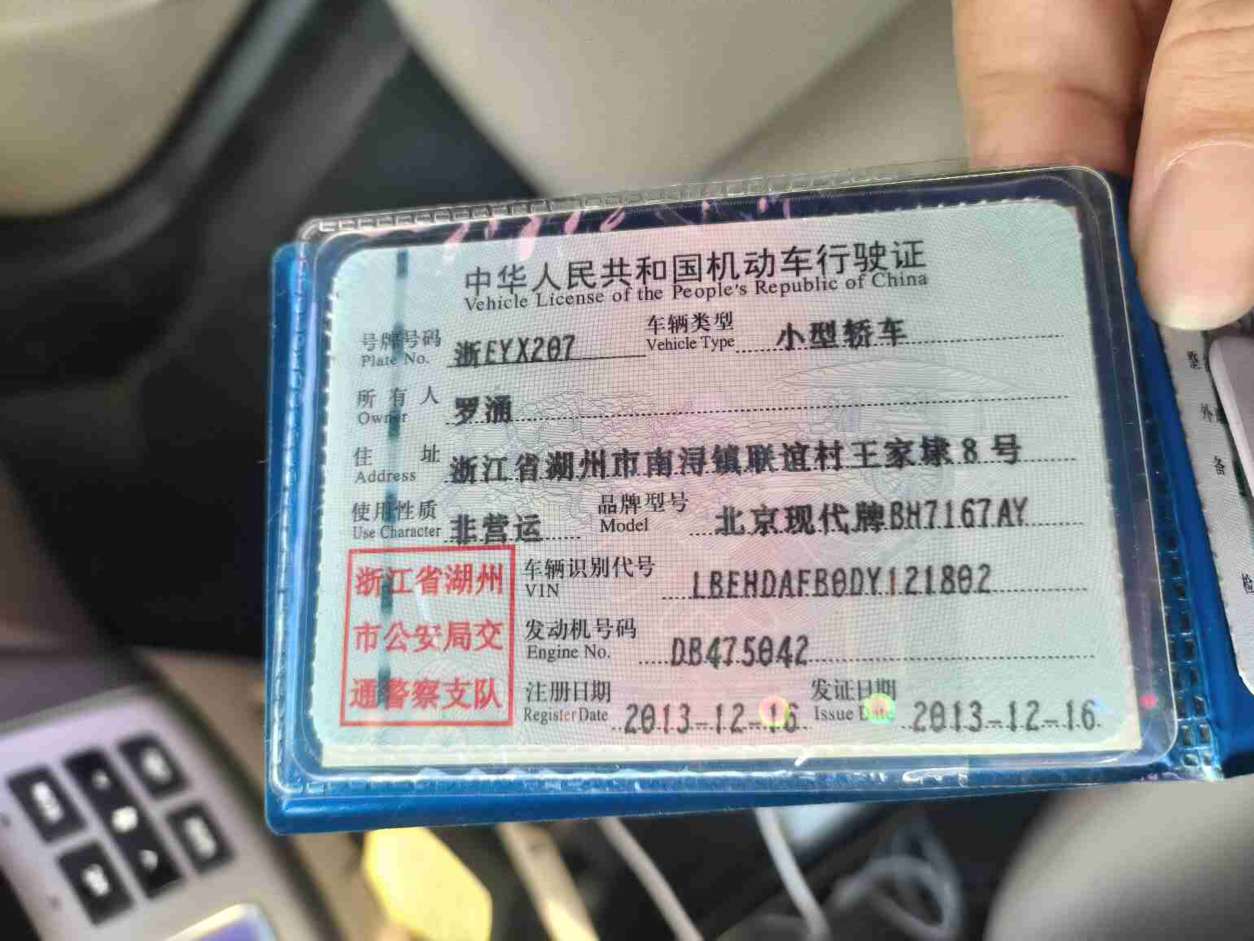 中华人民共和国机动车行驶证
Vehicle License of the People's Republic of China
号牌号码 浙EYX207 车辆类型 小型轿车
Plate No. Vehicle Type
所有人 罗涌
Owner
住址 浙江省湖州市南浔镇联谊村王家埭8号
Address
使用性质 非营运 品牌型号 北京现代牌BH7167AY
Use Character Model
浙江省湖州
市公安局交
通警察支队
车辆识别代号 LBEHDAFB0DY121802
VIN
发动机号码 DB475042
Engine No.
注册日期 2013-12-16 发证日期 2013-12-16
Register Date Issue Date
整
外
备
检